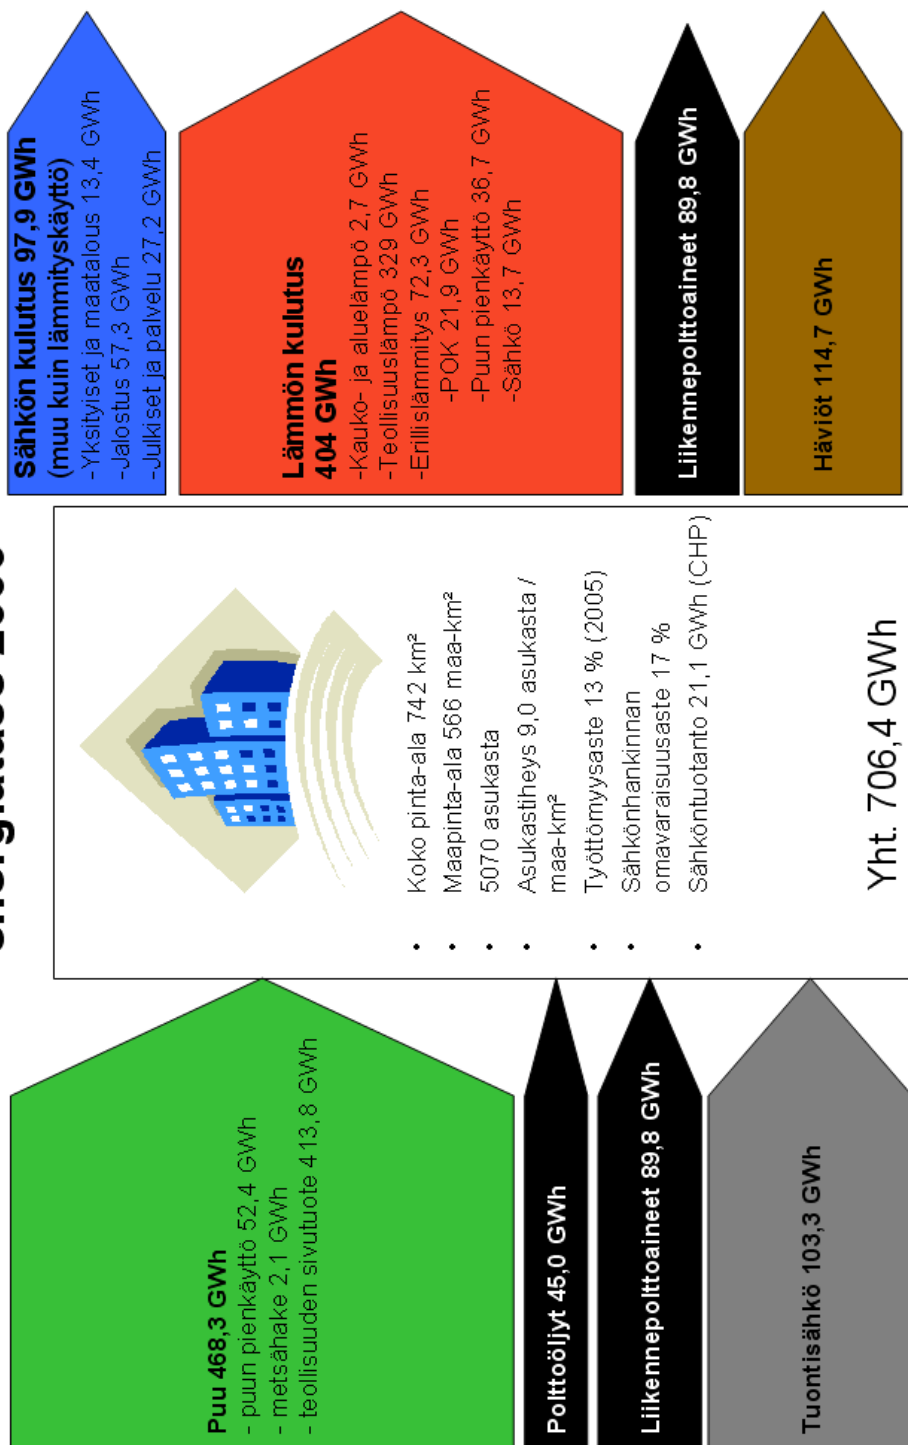 Puu 468,3 GWh
- puun pienkäyttö 52,4 GWh
- metsähake 2,1 GWh
- teollisuuden sivutuote 413,8 GWh
Polttoöljyt 45,0 GWh
Liikennepolttoaineet 89,8 GWh
Tuontisähkö 103,3 GWh
• Koko pinta-ala 742 km²
• Maapinta-ala 566 maa-km²
• 5070 asukasta
• Asukastiheys 9,0 asukasta /
maa-km²
• Työttömyysaste 13 % (2005)
• Sähkönhankinnan
omavaraisuusaste 17 %
• Sähköntuotanto 21,1 GWh (CHP)
Yht. 706,4 GWh
Sähkön kulutus 97,9 GWh
(muu kuin lämmityskäyttö)
-Yksityiset ja maatalous 13,4 GWh
-Jalostus 57,3 GWh
-Julkiset ja palvelu 27,2 GWh
Lämmön kulutus
404 GWh
-Kauko- ja aluelämpö 2,7 GWh
-Teollisuuslämpö 329 GWh
-Erillislämmitys 72,3 GWh
-POK 21,9 GWh
-Puun pienkäyttö 36,7 GWh
-Sähkö 13,7 GWh
Liikennepolttoaineet 89,8 GWh
Häviöt 114,7 GWh